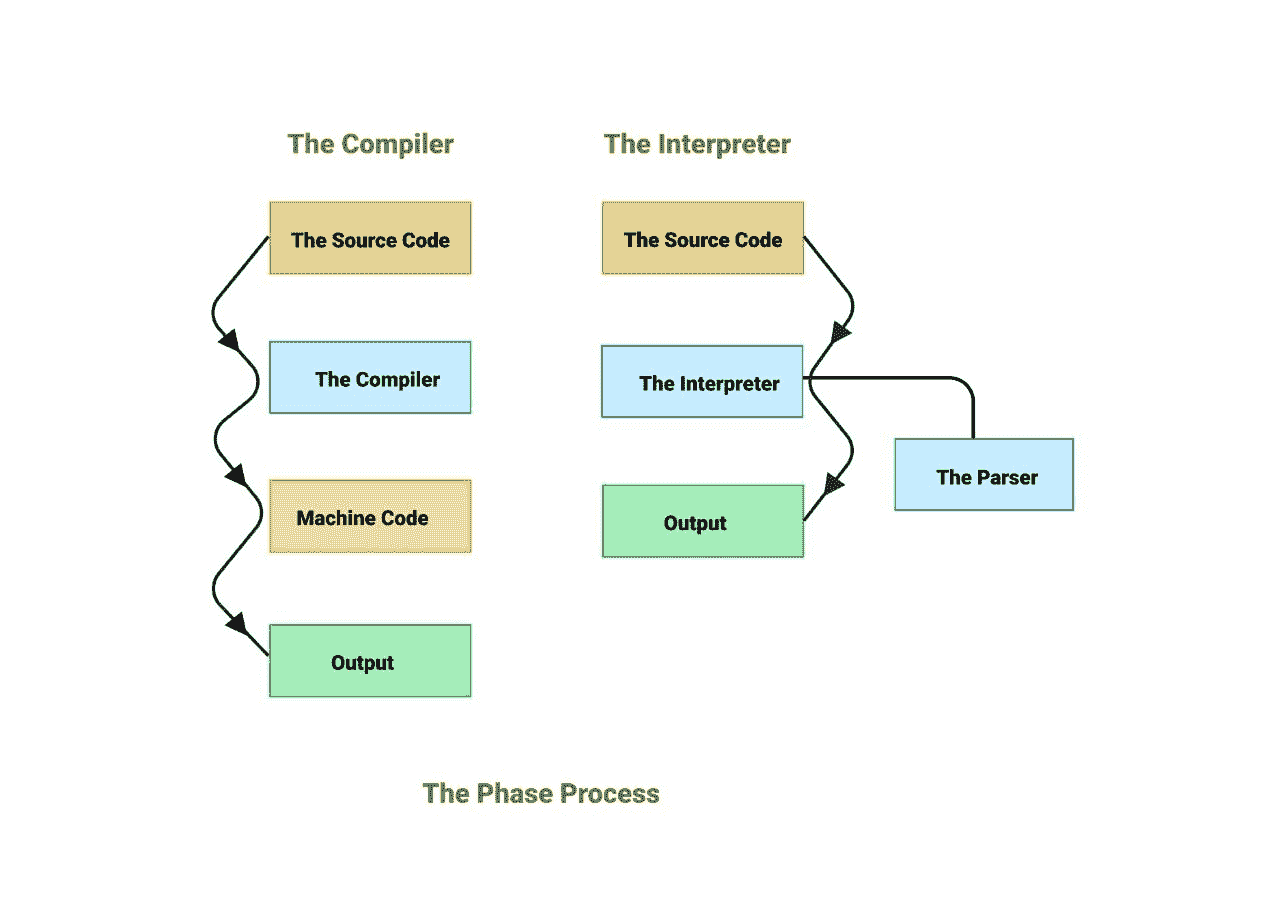 The Compiler
The Source Code
The Compiler
Machine Code
Output
The Interpreter
The Source Code
The Interpreter
The Parser
Output
The Phase Process